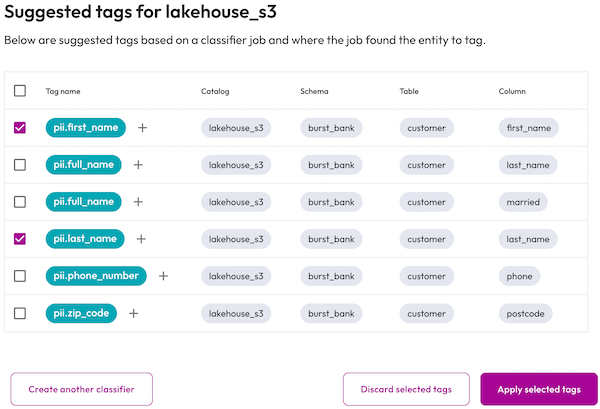 Suggested tags for lakehouse_s3
Below are suggested tags based on a classifier job and where the job found the entity to tag.
Tag name Catalog Schema Table Column
pii.first_name + lakehouse_s3 burst_bank customer first_name
pii.full_name + lakehouse_s3 burst_bank customer last_name
pii.full_name + lakehouse_s3 burst_bank customer married
pii.last_name + lakehouse_s3 burst_bank customer last_name
pii.phone_number + lakehouse_s3 burst_bank customer phone
pii.zip_code + lakehouse_s3 burst_bank customer postcode
Create another classifier Discard selected tags Apply selected tags